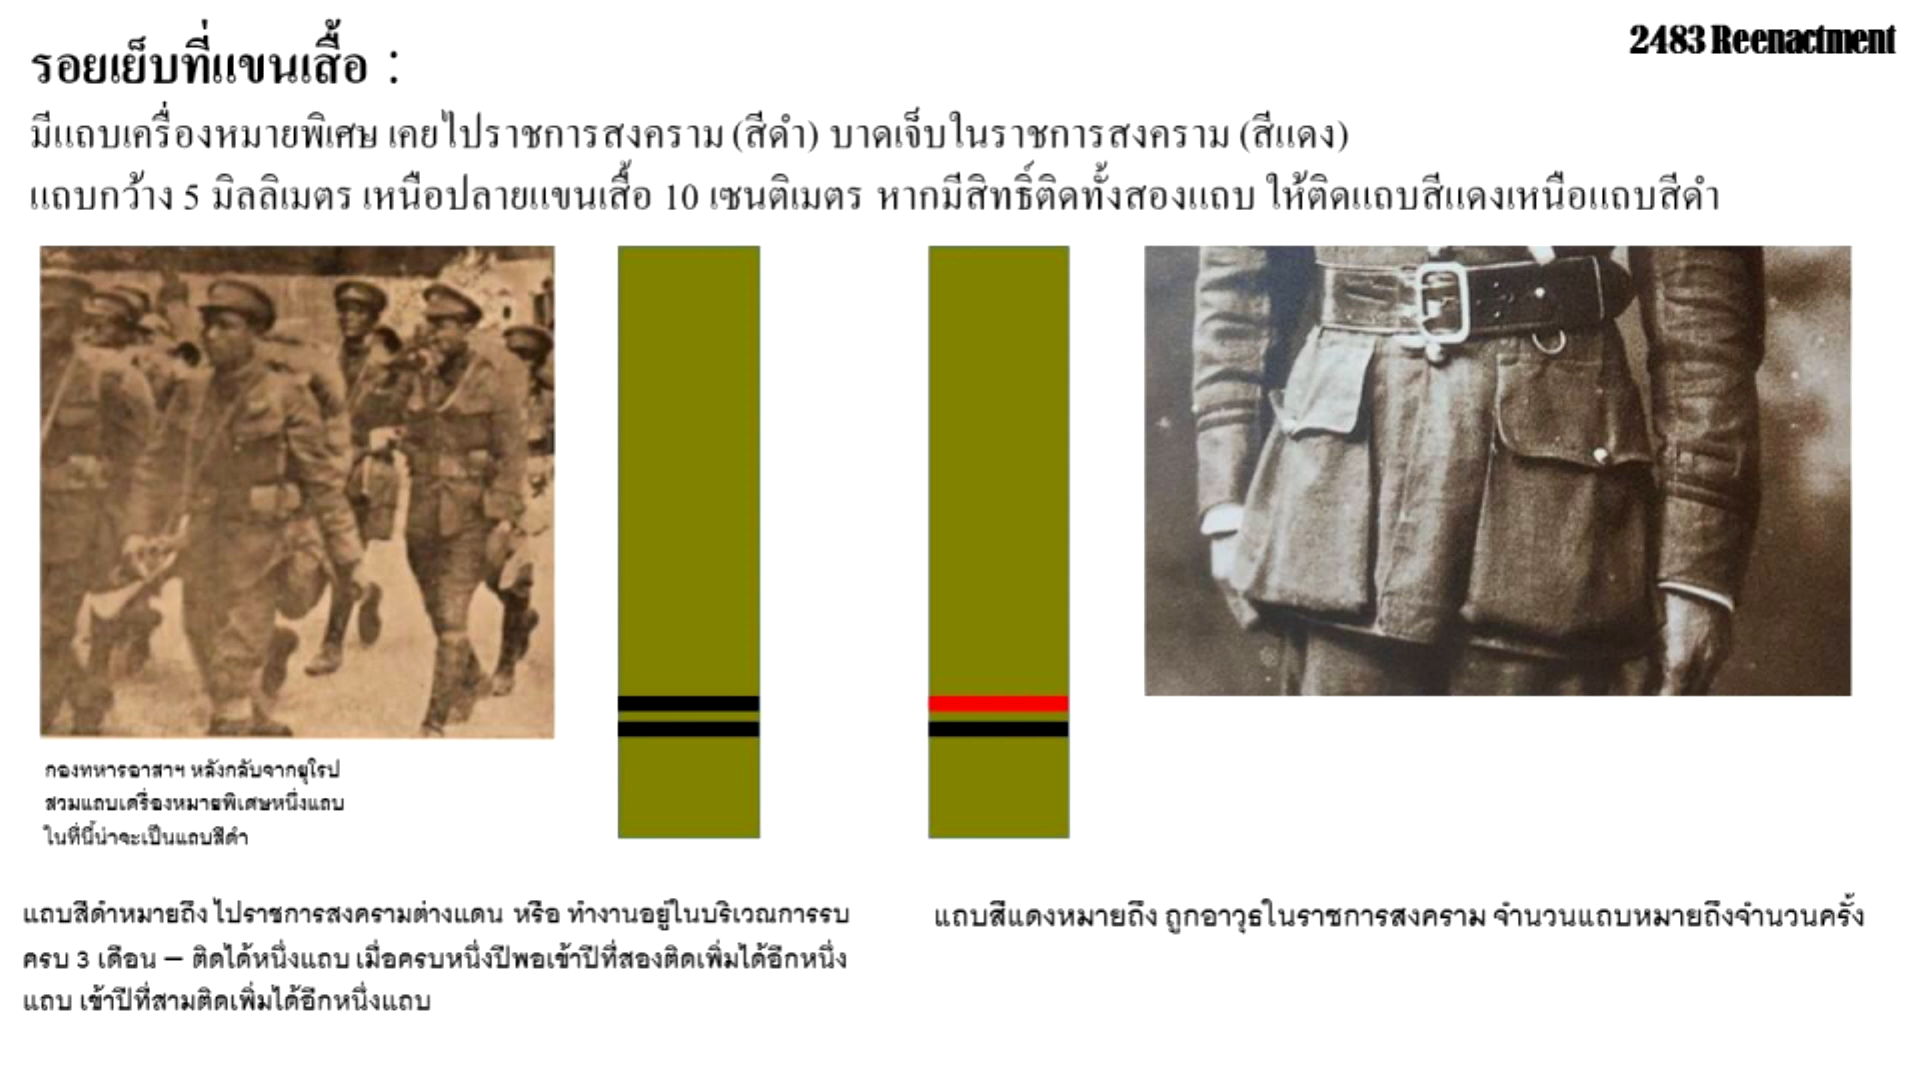 2483 Reenactment
รอยเย็บที่แขนเสื้อ :
มีแถบเครื่องหมายพิเศษ เคยไปราชการสงคราม (สีดำ) บาดเจ็บในราชการสงคราม (สีแดง)
แถบกว้าง 5 มิลลิเมตร เหนือปลายแขนเสื้อ 10 เซนติเมตร หากมีสิทธิ์ติดทั้งสองแถบ ให้ติดแถบสีแดงเหนือแถบสีดำ
กองทหารอาสาฯ หลังกลับจากยุโรป
สวมแถบเครื่องหมายพิเศษหนึ่งแถบ
ในที่นี้น่าจะเป็นแถบสีดำ
แถบสีดำหมายถึง ไปราชการสงครามต่างแดน หรือ ทำงานอยู่ในบริเวณการรบ
ครบ 3 เดือน – ติดได้หนึ่งแถบ เมื่อครบหนึ่งปีพอเข้าปีที่สองติดเพิ่มได้อีกหนึ่ง
แถบ เข้าปีที่สามติดเพิ่มได้อีกหนึ่งแถบ
แถบสีแดงหมายถึง ถูกอาวุธในราชการสงคราม จำนวนแถบหมายถึงจำนวนครั้ง